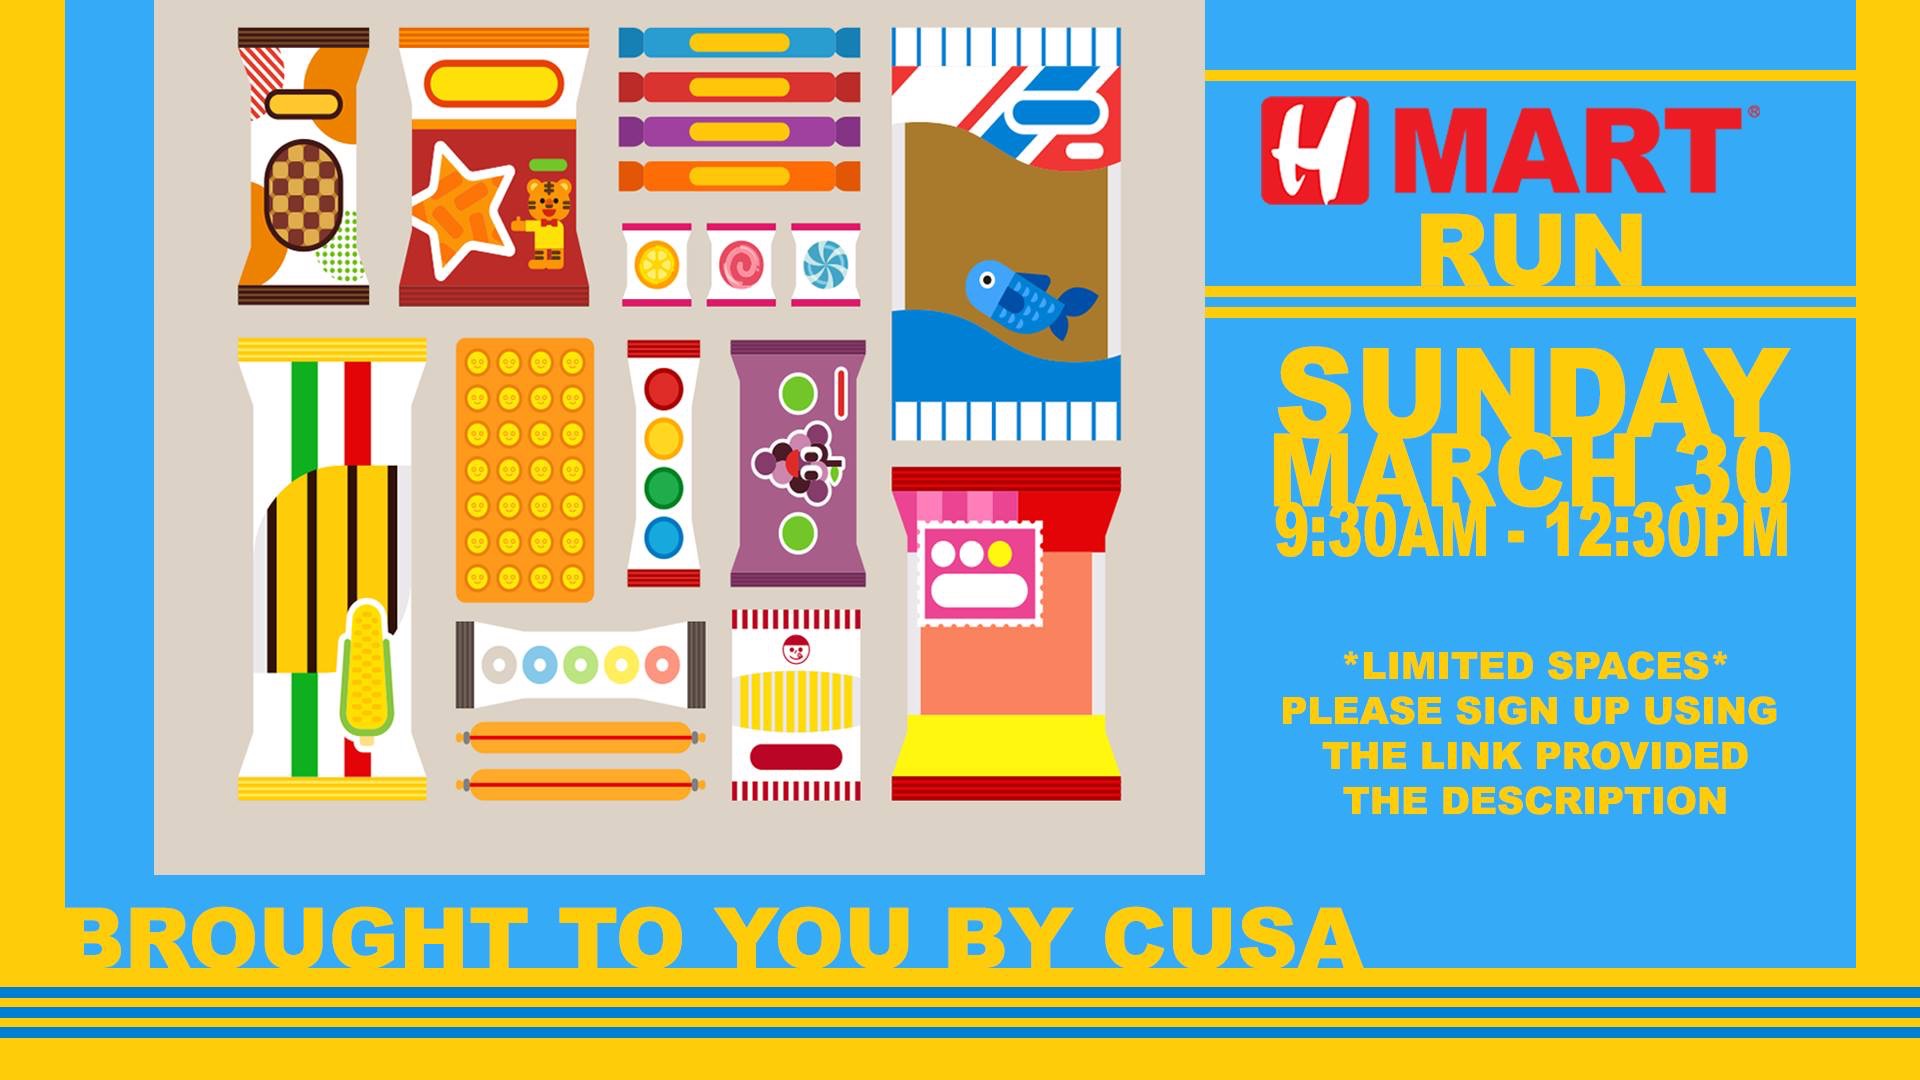 H MART®
RUN
SUNDAY
MARCH 30
9:30AM - 12:30PM
*LIMITED SPACES*
PLEASE SIGN UP USING
THE LINK PROVIDED
THE DESCRIPTION
BROUGHT TO YOU BY CUSA